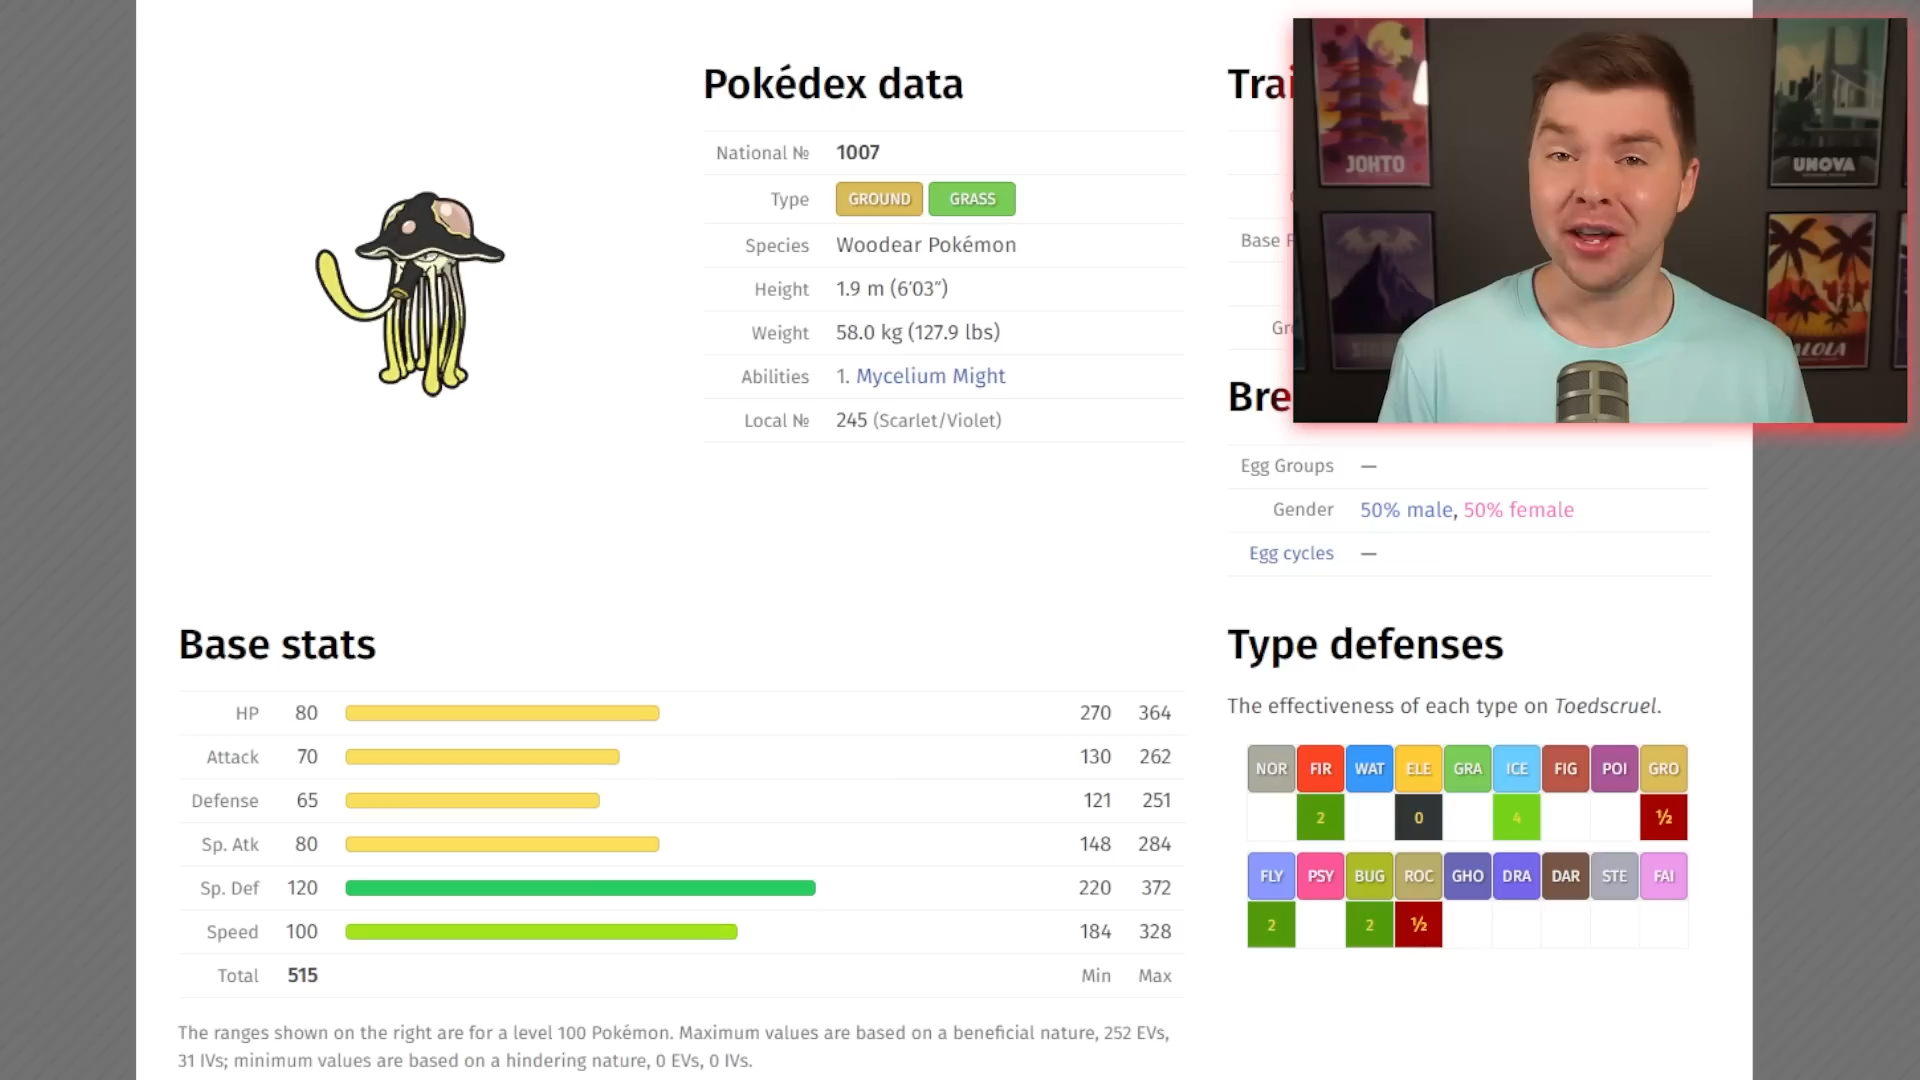 Pokédex data
National № 1007
Type GROUND GRASS
Species Woodear Pokémon
Height 1.9 m (6′03″)
Weight 58.0 kg (127.9 lbs)
Abilities 1. Mycelium Might
Local № 245 (Scarlet/Violet)
Trai
Base F
Gr
Bre
Egg Groups —
Gender 50% male, 50% female
Egg cycles —
JOHTO
UNOVA
ALOLA
Base stats
HP 80 270 364
Attack 70 130 262
Defense 65 121 251
Sp. Atk 80 148 284
Sp. Def 120 220 372
Speed 100 184 328
Total 515 Min Max
The ranges shown on the right are for a level 100 Pokémon. Maximum values are based on a beneficial nature, 252 EVs,
31 IVs; minimum values are based on a hindering nature, 0 EVs, 0 IVs.
Type defenses
The effectiveness of each type on Toedscruel.
NOR FIR WAT ELE GRA ICE FIG POI GRO
2 0 4 ½
FLY PSY BUG ROC GHO DRA DAR STE FAI
2 2 ½